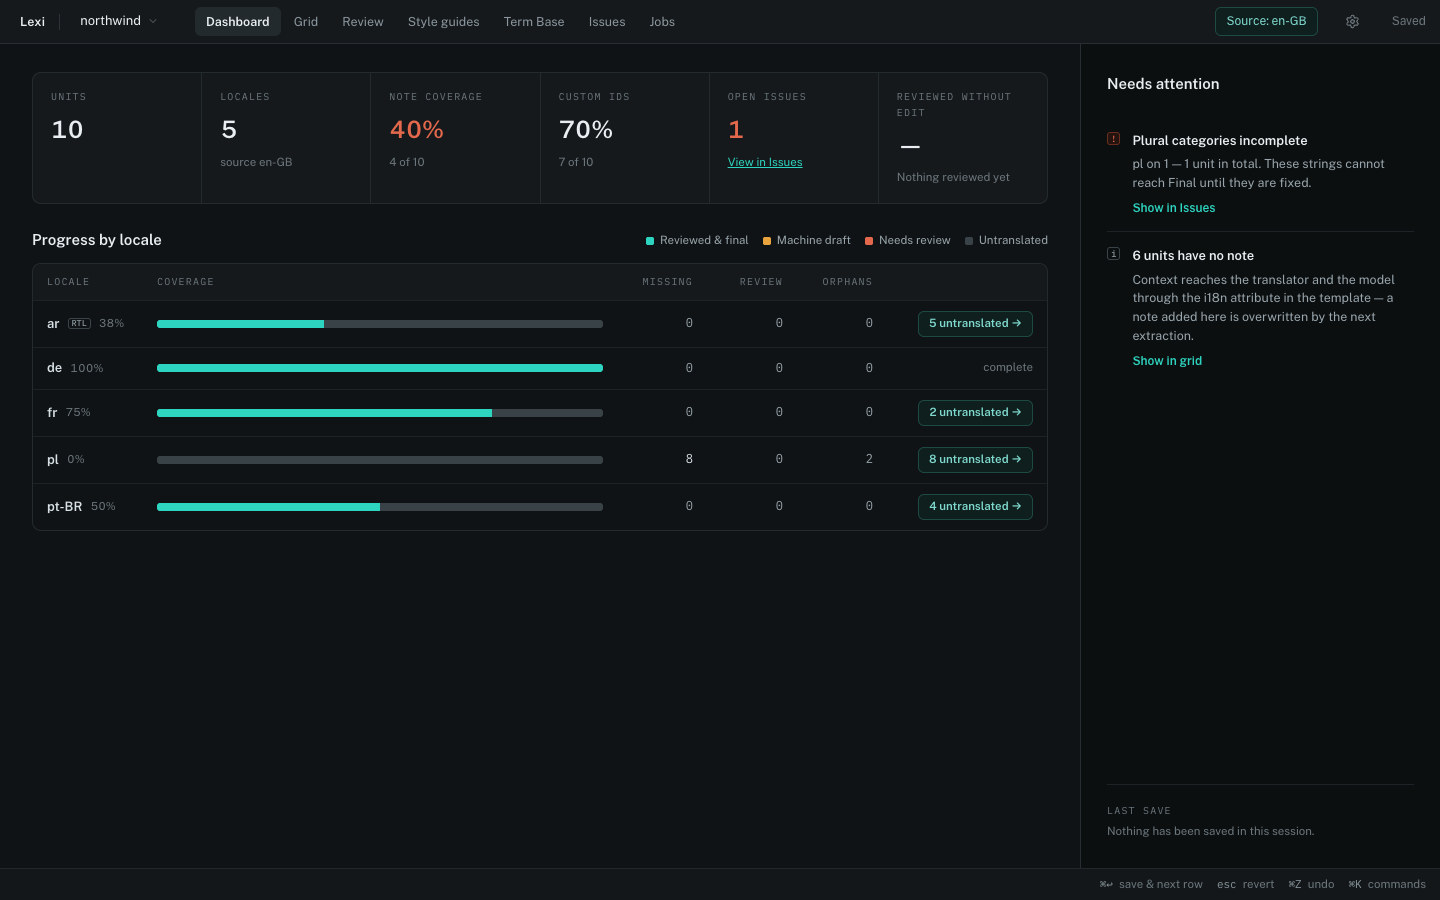 Lexi
northwind
Dashboard
Grid
Review
Style guides
Term Base
Issues
Jobs
Source: en-GB
Saved
UNITS
10
LOCALES
5
source en-GB
NOTE COVERAGE
40%
4 of 10
CUSTOM IDS
70%
7 of 10
OPEN ISSUES
1
View in Issues
REVIEWED WITHOUT
EDIT
—
Nothing reviewed yet
Progress by locale
Reviewed & final
Machine draft
Needs review
Untranslated
LOCALE COVERAGE MISSING REVIEW ORPHANS
ar RTL 38% 0 0 0 5 untranslated →
de 100% 0 0 0 complete
fr 75% 0 0 0 2 untranslated →
pl 0% 8 0 2 8 untranslated →
pt-BR 50% 0 0 0 4 untranslated →
Needs attention
! Plural categories incomplete
pl on 1 — 1 unit in total. These strings cannot
reach Final until they are fixed.
Show in Issues
i 6 units have no note
Context reaches the translator and the model
through the i18n attribute in the template — a
note added here is overwritten by the next
extraction.
Show in grid
LAST SAVE
Nothing has been saved in this session.
⌘↩ save & next row esc revert ⌘Z undo ⌘K commands